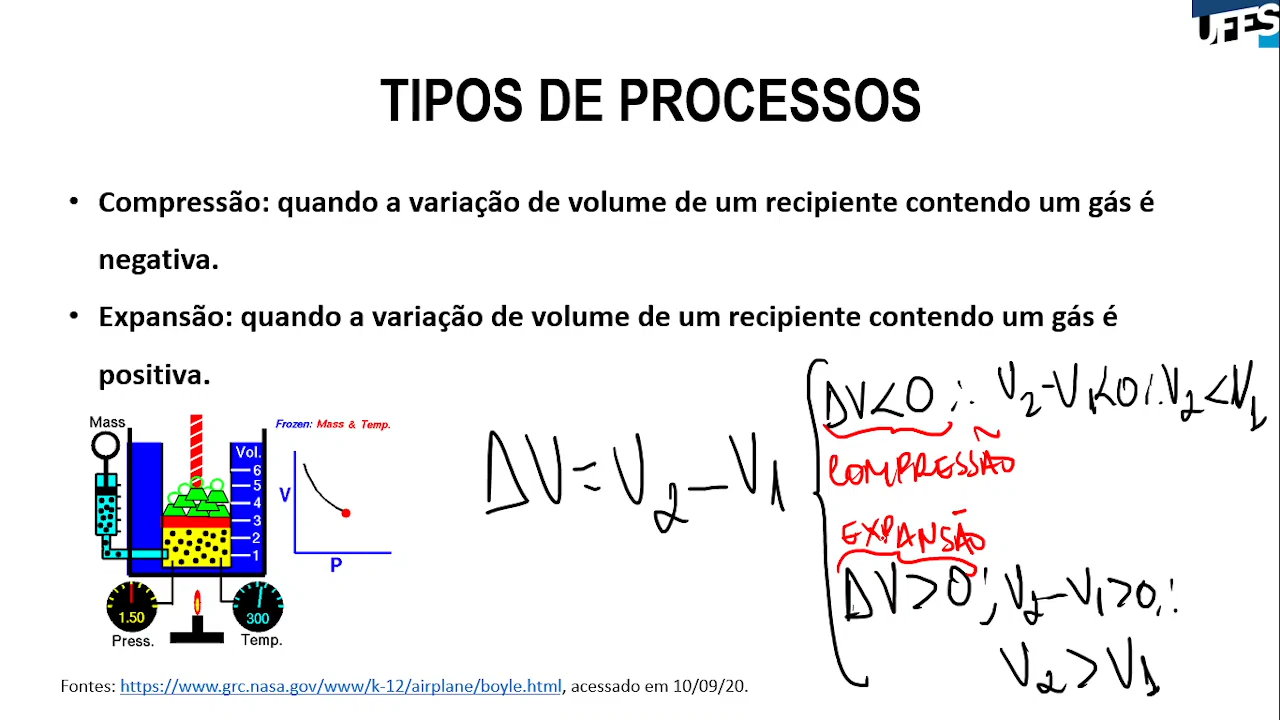 UFES
TIPOS DE PROCESSOS
• Compressão: quando a variação de volume de um recipiente contendo um gás é
negativa.
• Expansão: quando a variação de volume de um recipiente contendo um gás é
positiva.
Mass
Vol.
6
5
4
3
2
1
1.50
Press.
300
Temp.
Frozen: Mass & Temp.
V
P
ΔV = V₂ - V₁
ΔV < 0 ∴ V₂ - V₁ < 0 ∴ V₂ < V₁
COMPRESSÃO
EXPANSÃO
ΔV > 0 ∴ V₂ - V₁ > 0 ∴
V₂ > V₁
Fontes: https://www.grc.nasa.gov/www/k-12/airplane/boyle.html, acessado em 10/09/20.